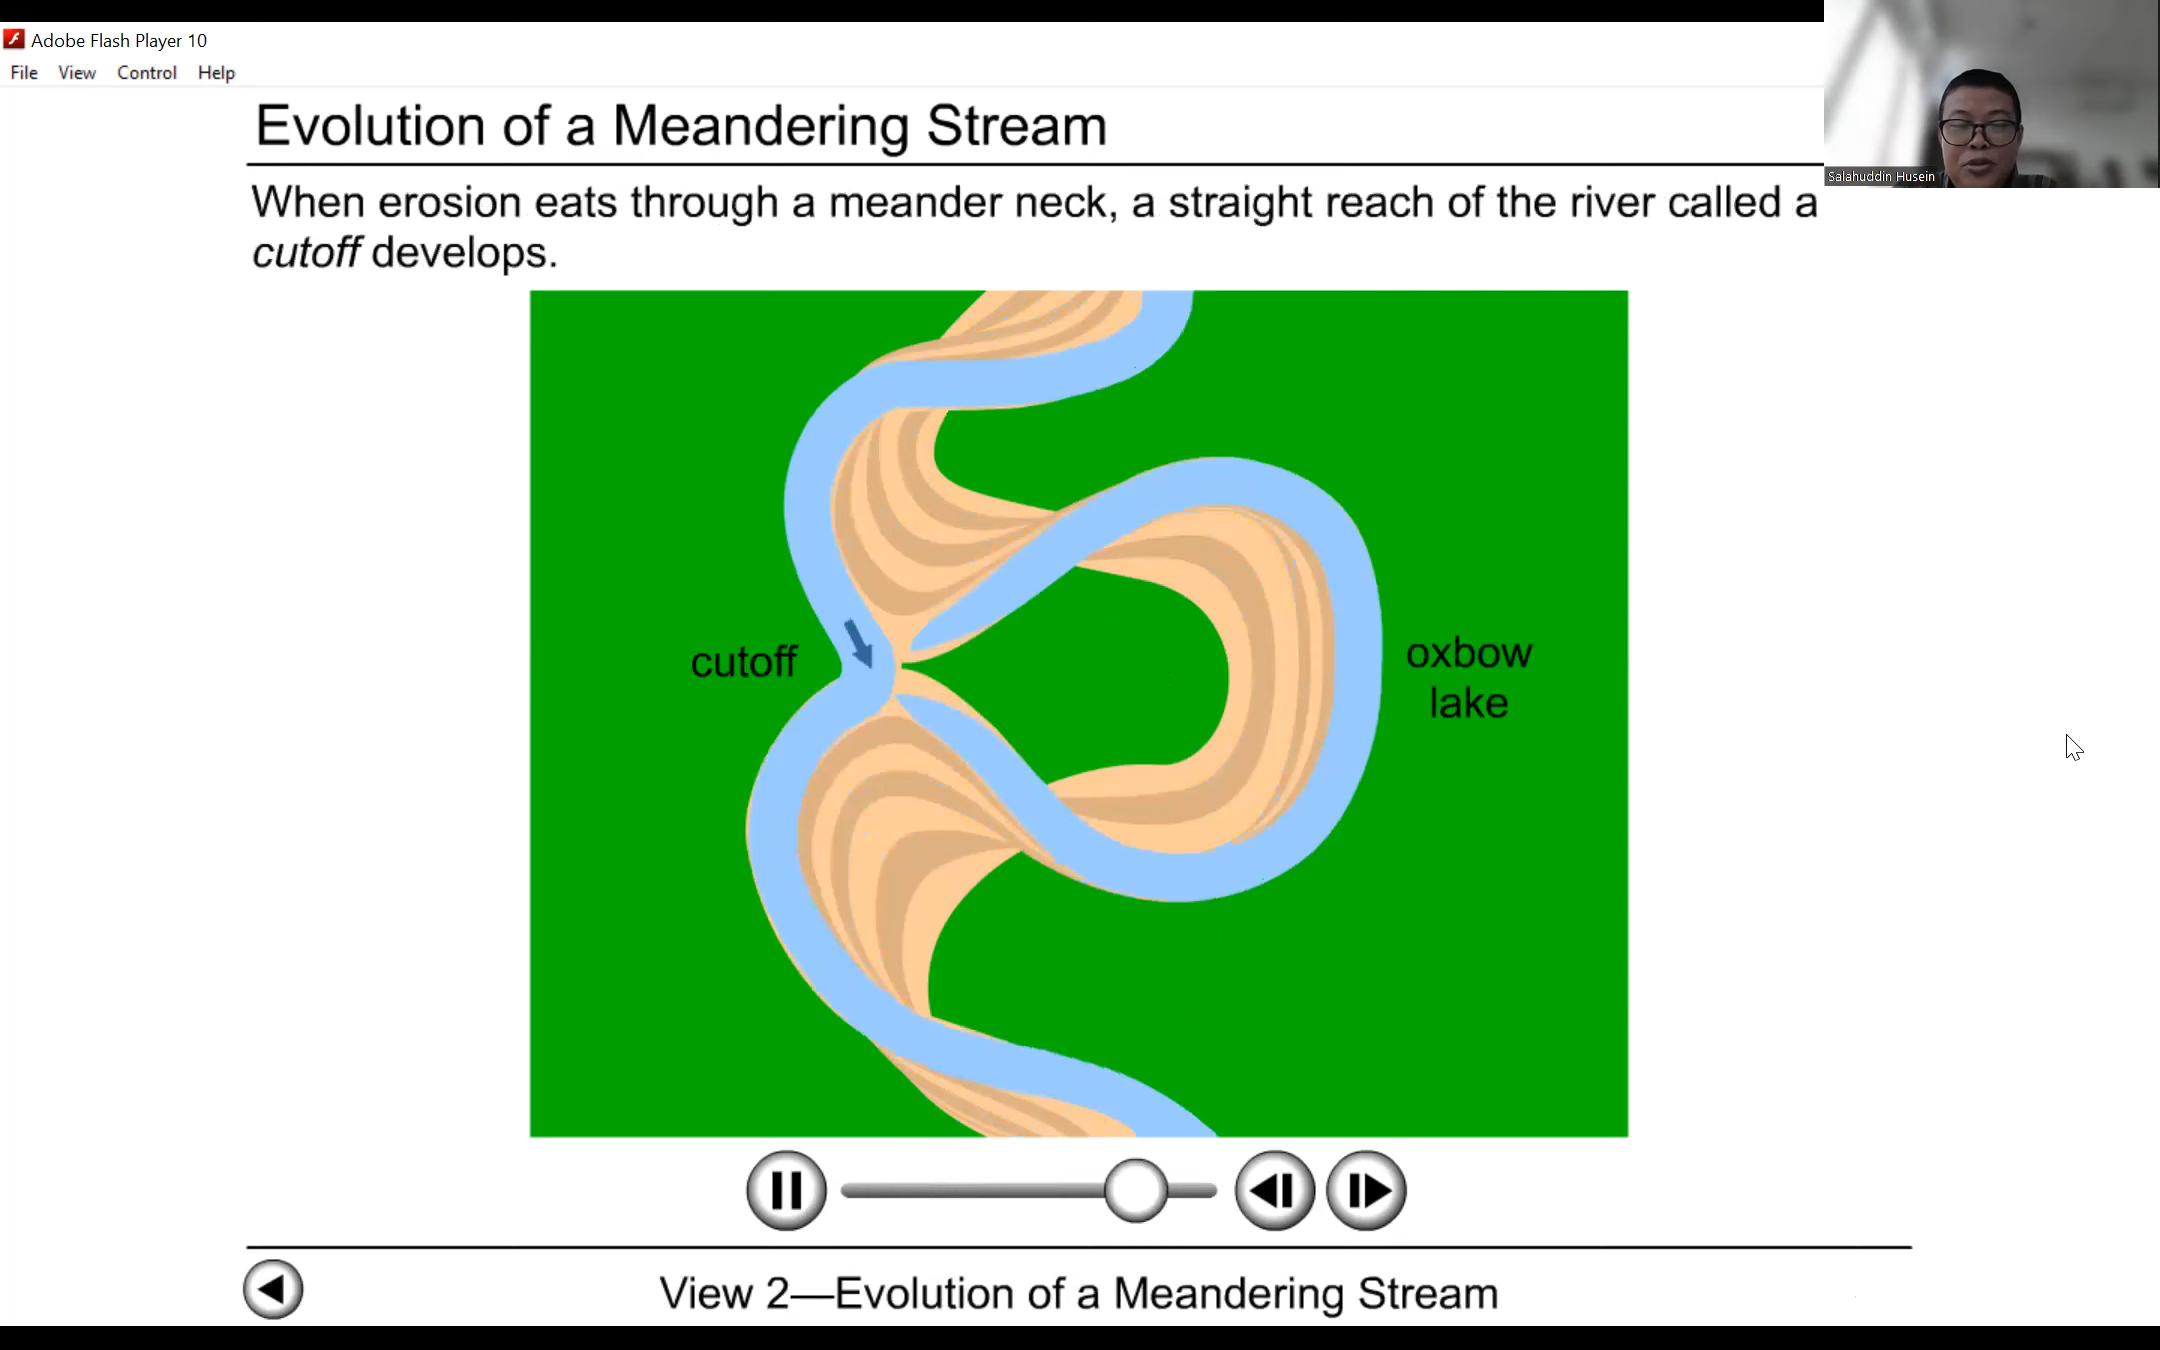 Adobe Flash Player 10
File View Control Help
Evolution of a Meandering Stream
Salahuddin Husein
When erosion eats through a meander neck, a straight reach of the river called a
cutoff develops.
cutoff
oxbow
lake
View 2—Evolution of a Meandering Stream